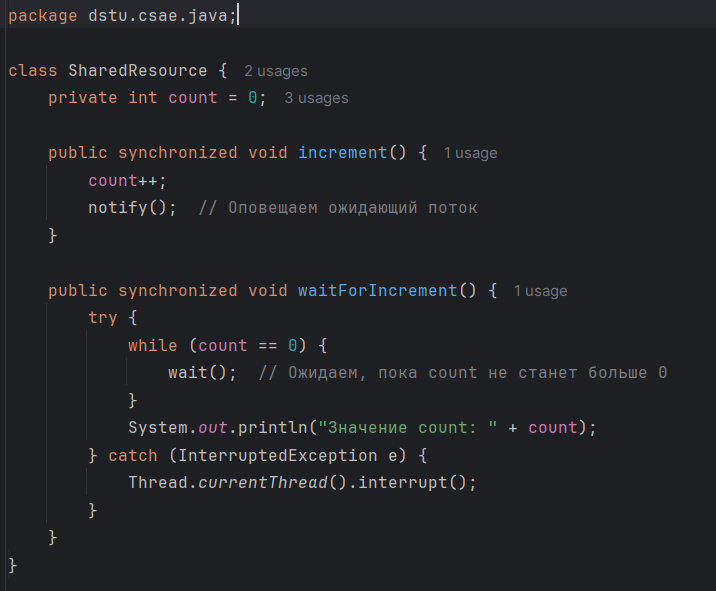 package dstu.csae.java;
class SharedResource {  2 usages
    private int count = 0;  3 usages
    public synchronized void increment() {  1 usage
        count++;
        notify();  // Оповещаем ожидающий поток
    }
    public synchronized void waitForIncrement() {  1 usage
        try {
            while (count == 0) {
                wait();  // Ожидаем, пока count не станет больше 0
            }
            System.out.println("Значение count: " + count);
        } catch (InterruptedException e) {
            Thread.currentThread().interrupt();
        }
    }
}